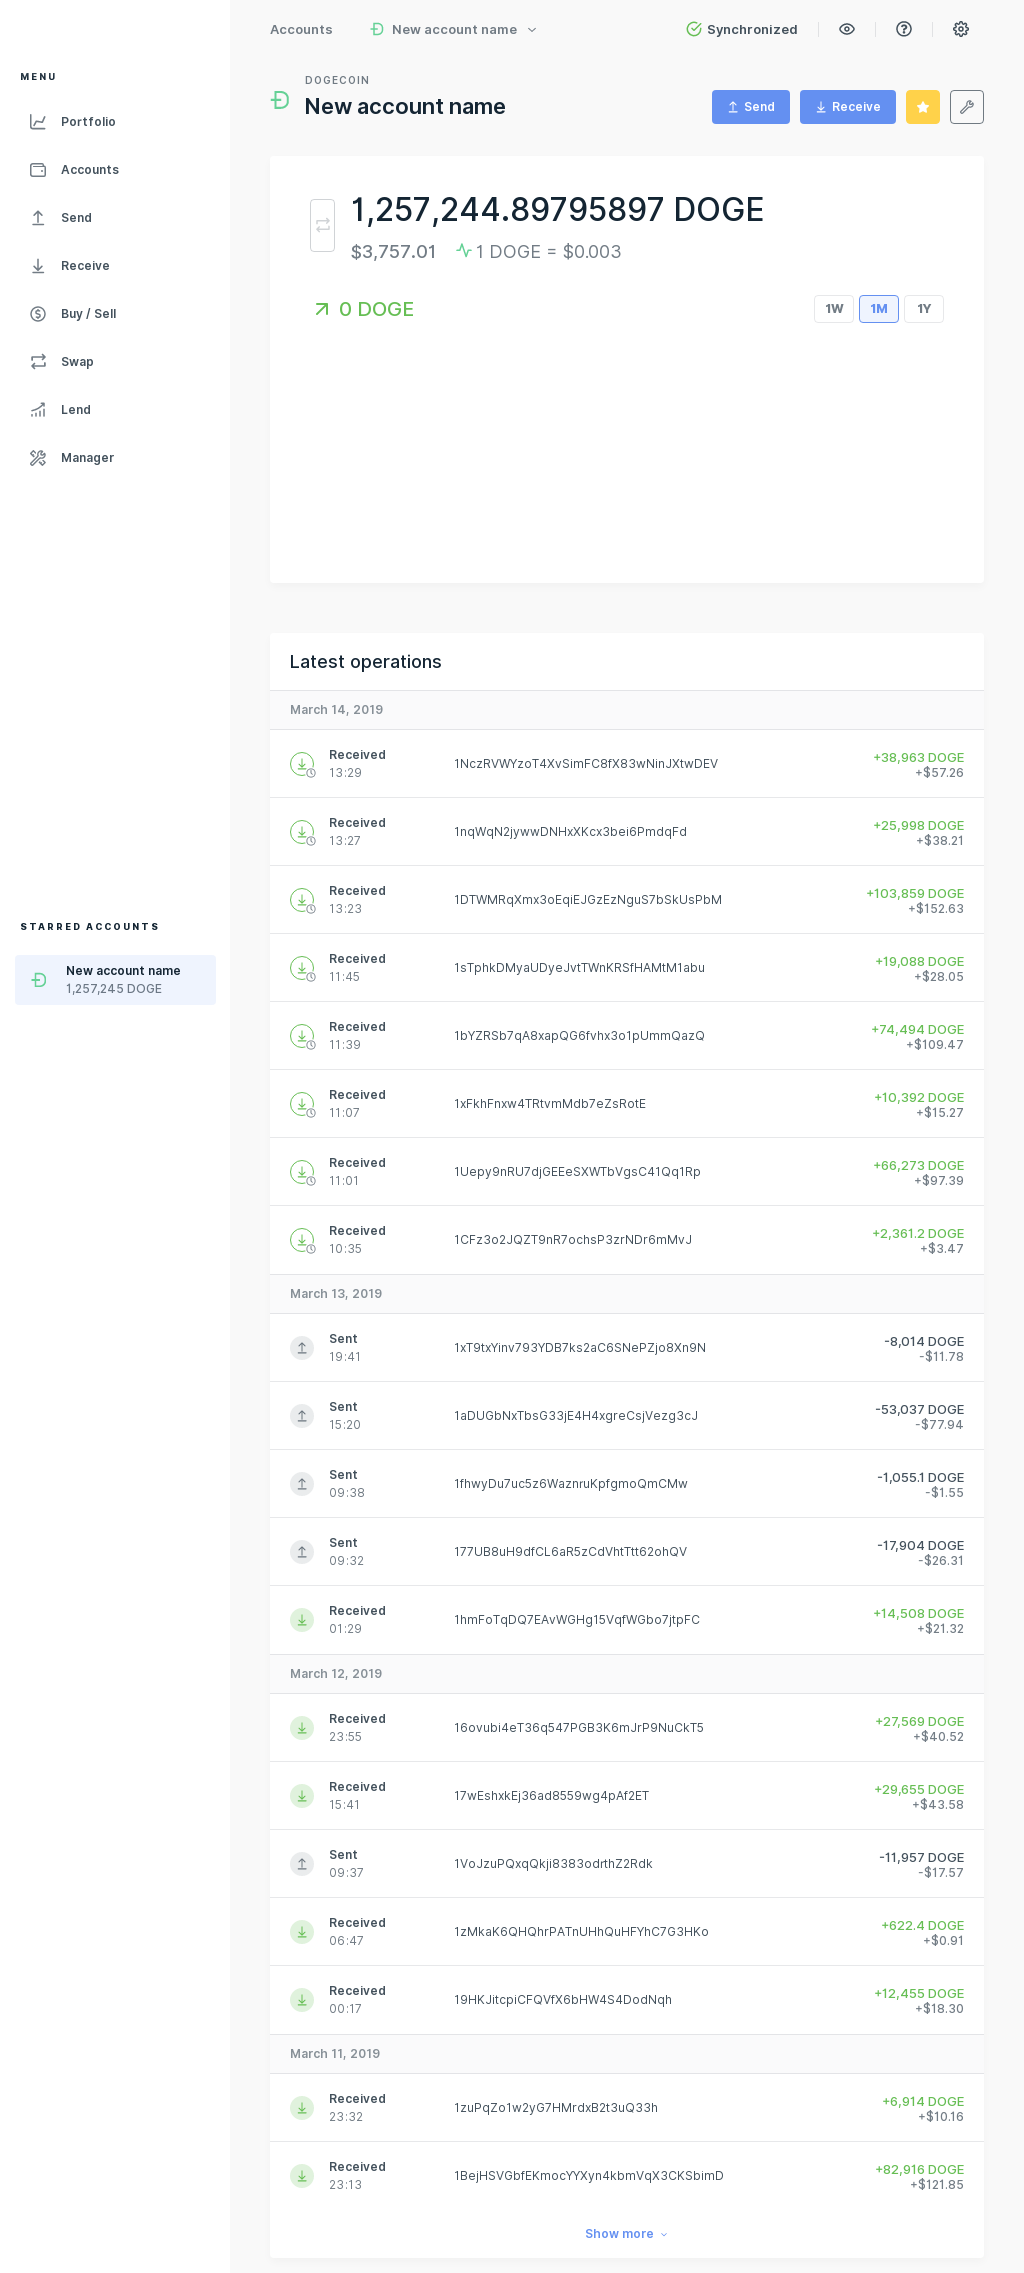 Accounts
New account name
Synchronized
MENU
Portfolio
Accounts
Send
Receive
Buy / Sell
Swap
Lend
Manager
STARRED ACCOUNTS
New account name
1,257,245 DOGE
DOGECOIN
New account name
Send
Receive
1,257,244.89795897 DOGE
$3,757.01
1 DOGE = $0.003
0 DOGE
1W
1M
1Y
Latest operations
March 14, 2019
Received
13:29
1NczRVWYzoT4XvSimFC8fX83wNinJXtwDEV
+38,963 DOGE
+$57.26
Received
13:27
1nqWqN2jywwDNHxXKcx3bei6PmdqFd
+25,998 DOGE
+$38.21
Received
13:23
1DTWMRqXmx3oEqiEJGzEzNguS7bSkUsPbM
+103,859 DOGE
+$152.63
Received
11:45
1sTphkDMyaUDyeJvtTWnKRSfHAMtM1abu
+19,088 DOGE
+$28.05
Received
11:39
1bYZRSb7qA8xapQG6fvhx3o1pUmmQazQ
+74,494 DOGE
+$109.47
Received
11:07
1xFkhFnxw4TRtvmMdb7eZsRotE
+10,392 DOGE
+$15.27
Received
11:01
1Uepy9nRU7djGEEeSXWTbVgsC41Qq1Rp
+66,273 DOGE
+$97.39
Received
10:35
1CFz3o2JQZT9nR7ochsP3zrNDr6mMvJ
+2,361.2 DOGE
+$3.47
March 13, 2019
Sent
19:41
1xT9txYinv793YDB7ks2aC6SNePZjo8Xn9N
-8,014 DOGE
-$11.78
Sent
15:20
1aDUGbNxTbsG33jE4H4xgreCsjVezg3cJ
-53,037 DOGE
-$77.94
Sent
09:38
1fhwyDu7uc5z6WaznruKpfgmoQmCMw
-1,055.1 DOGE
-$1.55
Sent
09:32
177UB8uH9dfCL6aR5zCdVhtTtt62ohQV
-17,904 DOGE
-$26.31
Received
01:29
1hmFoTqDQ7EAvWGHg15VqfWGbo7jtpFC
+14,508 DOGE
+$21.32
March 12, 2019
Received
23:55
16ovubi4eT36q547PGB3K6mJrP9NuCkT5
+27,569 DOGE
+$40.52
Received
15:41
17wEshxkEj36ad8559wg4pAf2ET
+29,655 DOGE
+$43.58
Sent
09:37
1VoJzuPQxqQkji8383odrthZ2Rdk
-11,957 DOGE
-$17.57
Received
06:47
1zMkaK6QHQhrPATnUHhQuHFYhC7G3HKo
+622.4 DOGE
+$0.91
Received
00:17
19HKJitcpiCFQVfX6bHW4S4DodNqh
+12,455 DOGE
+$18.30
March 11, 2019
Received
23:32
1zuPqZo1w2yG7HMrdxB2t3uQ33h
+6,914 DOGE
+$10.16
Received
23:13
1BejHSVGbfEKmocYYXyn4kbmVqX3CKSbimD
+82,916 DOGE
+$121.85
Show more